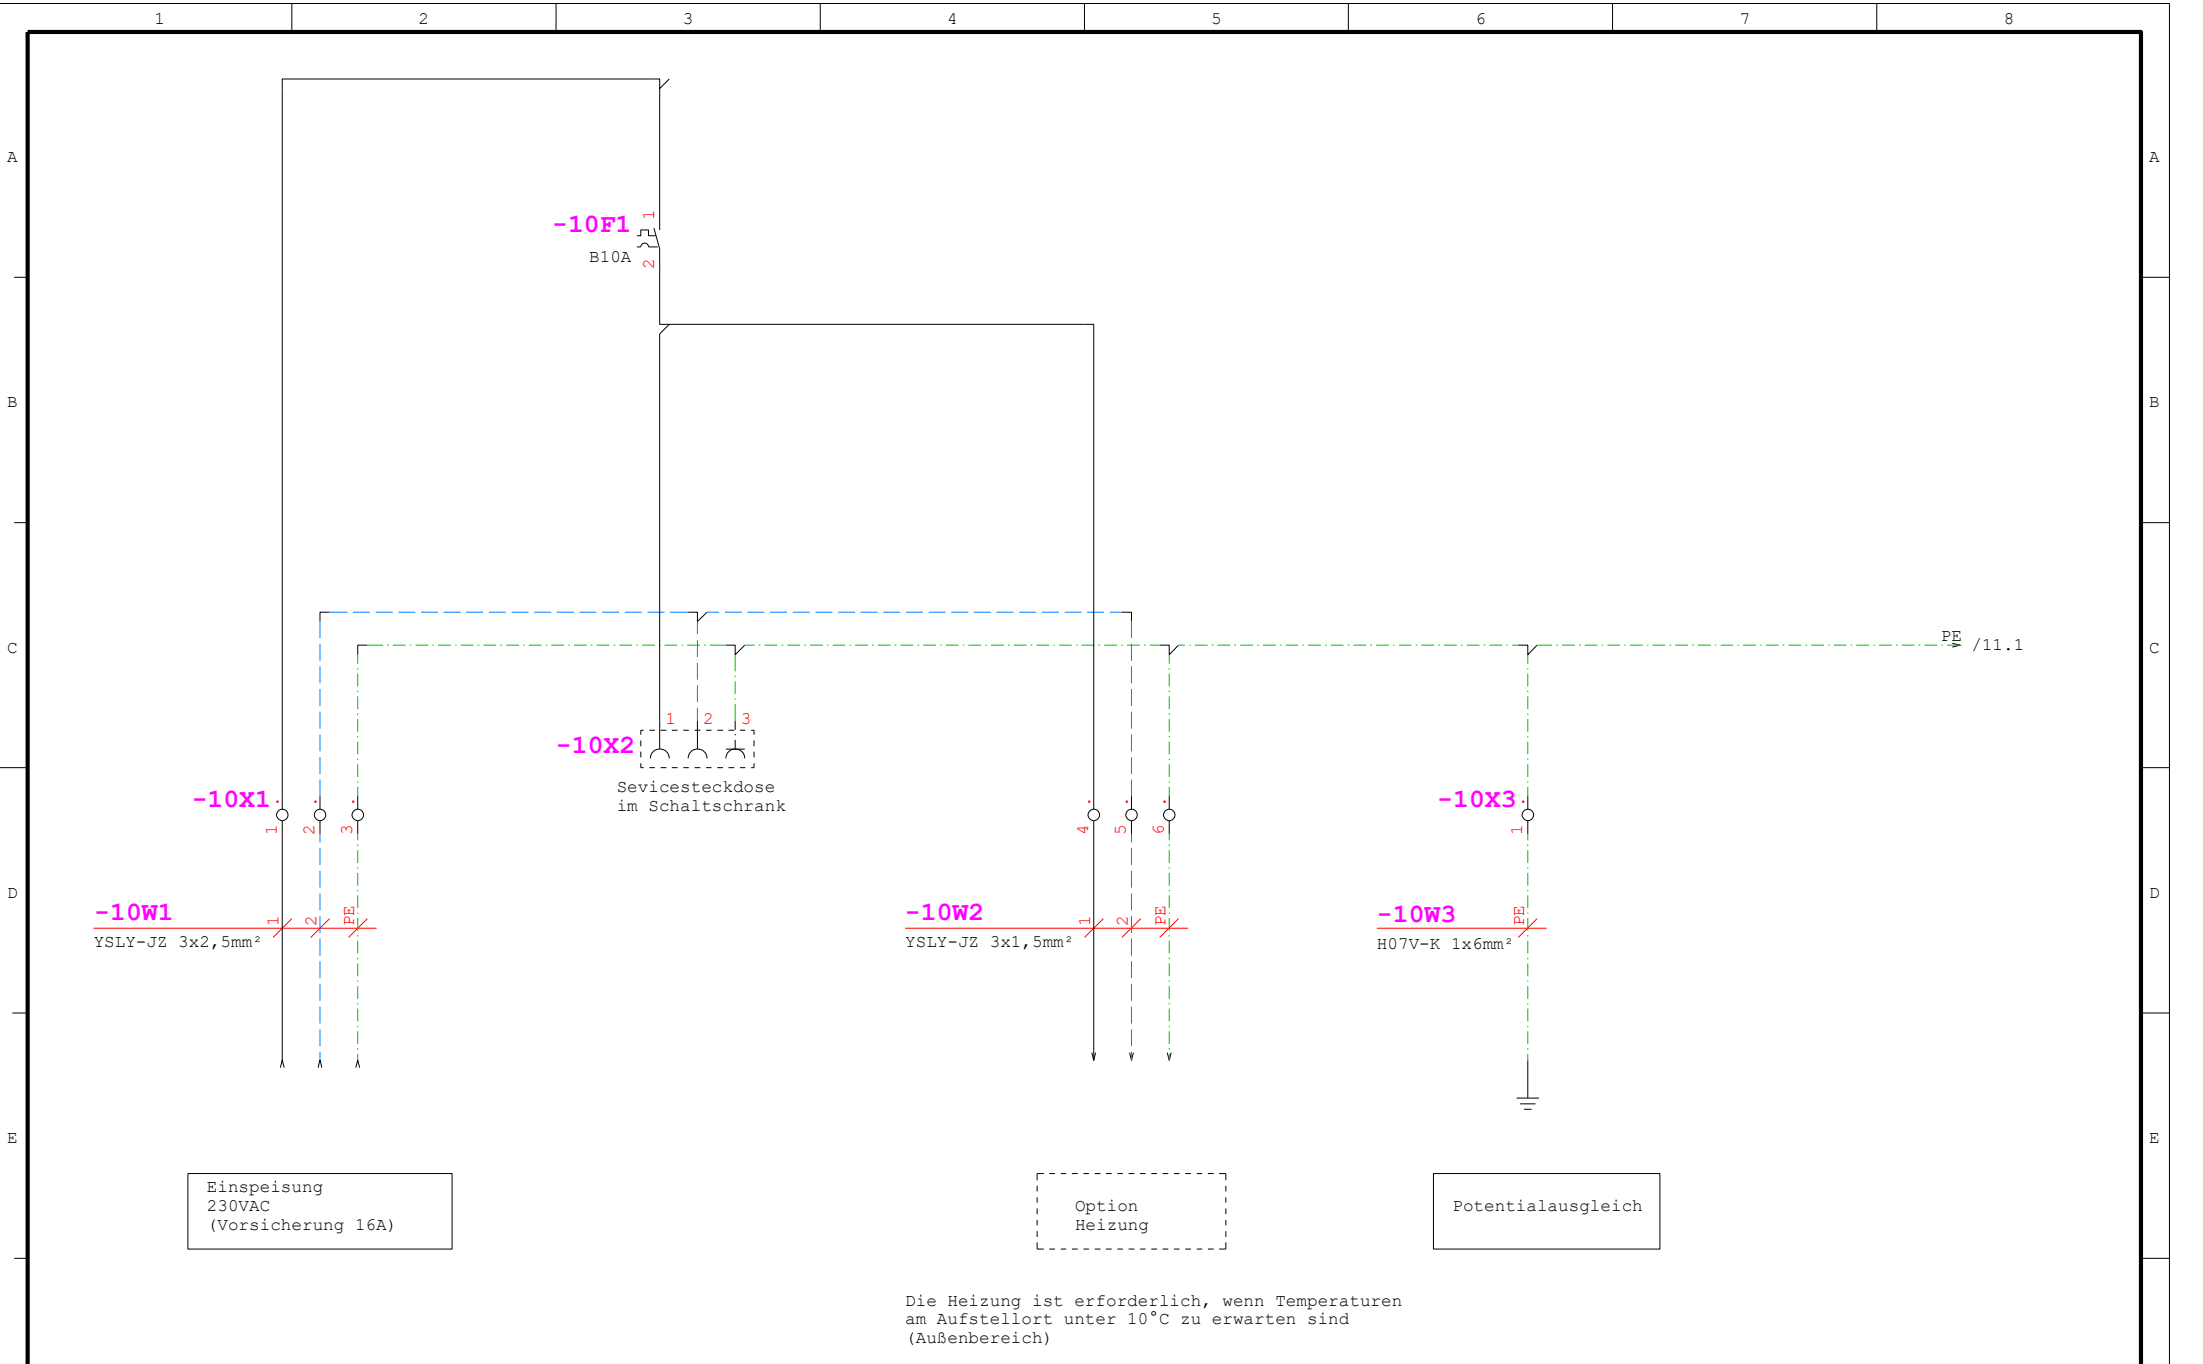 1 2 3 4 5 6 7 8
A A
-10F1 1
B10A 2
B B
C C
PE /11.1
1 2 3
-10X2
Sevicesteckdose
im Schaltschrank
-10X1 1 2 3
4 5 6
-10X3 1
D D
-10W1 1 2 PE
YSLY-JZ 3x2,5mm²
-10W2 1 2 PE
YSLY-JZ 3x1,5mm²
-10W3 PE
H07V-K 1x6mm²
E E
Einspeisung
230VAC
(Vorsicherung 16A)
Option
Heizung
Potentialausgleich
Die Heizung ist erforderlich, wenn Temperaturen
am Aufstellort unter 10°C zu erwarten sind
(Außenbereich)